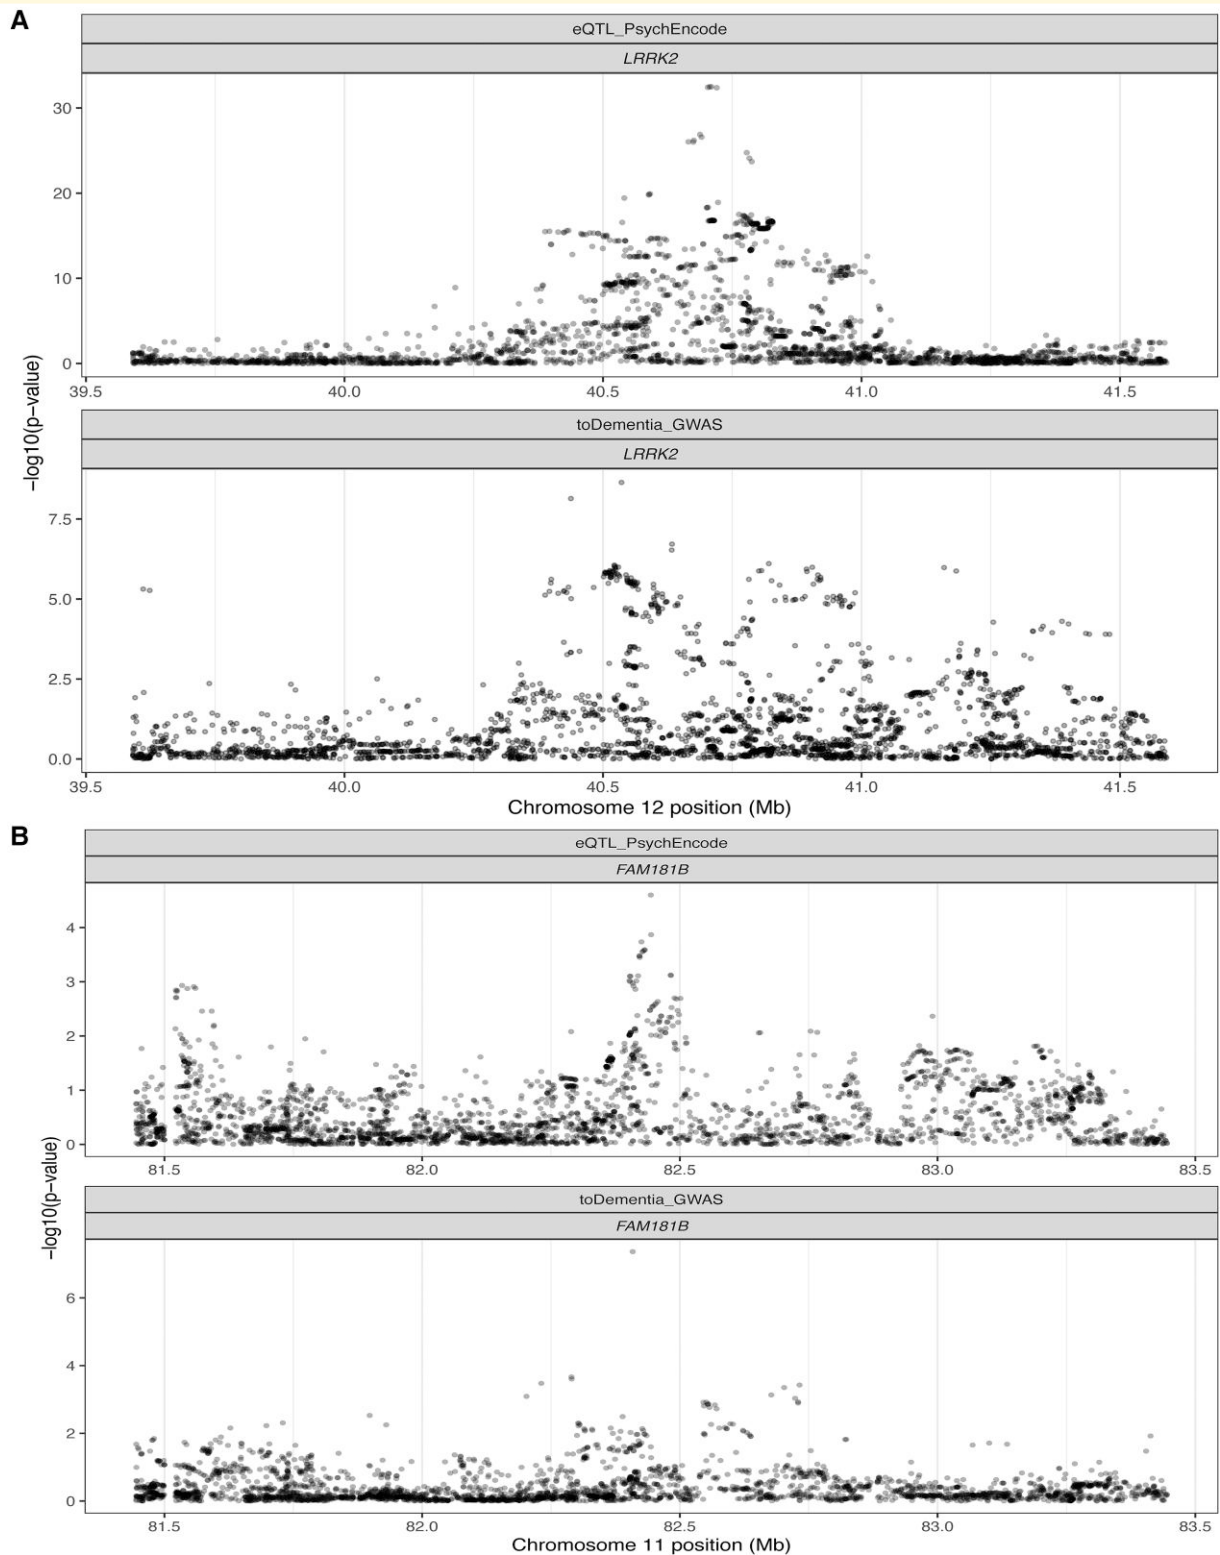 A
eQTL_PsychEncode
LRRK2
30
20
10
0
39.5 40.0 40.5 41.0 41.5
−log10(p−value)
toDementia_GWAS
LRRK2
7.5
5.0
2.5
0.0
39.5 40.0 40.5 41.0 41.5
Chromosome 12 position (Mb)
B
eQTL_PsychEncode
FAM181B
4
3
2
1
0
81.5 82.0 82.5 83.0 83.5
−log10(p−value)
toDementia_GWAS
FAM181B
6
4
2
0
81.5 82.0 82.5 83.0 83.5
Chromosome 11 position (Mb)